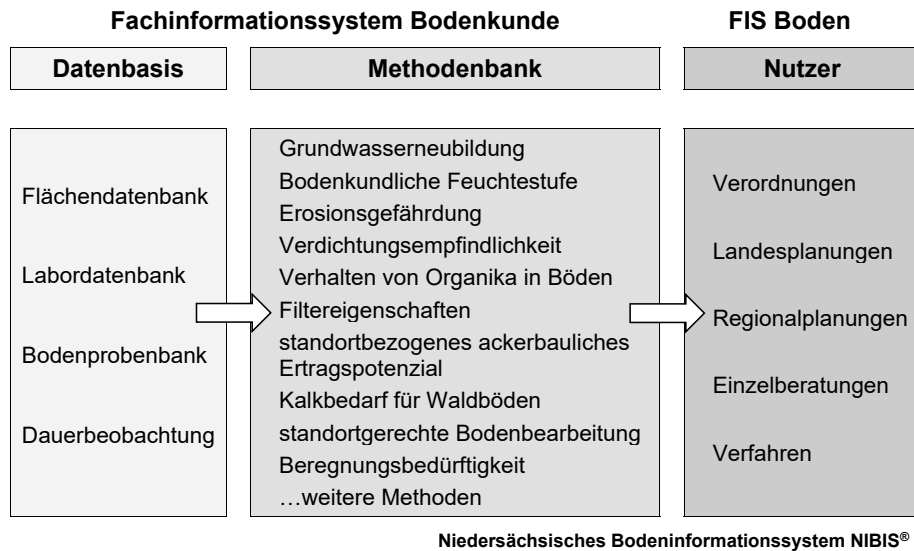 Fachinformationssystem Bodenkunde
FIS Boden
Datenbasis
Methodenbank
Nutzer
Flächendatenbank
Labordatenbank
Bodenprobenbank
Dauerbeobachtung
Grundwasserneubildung
Bodenkundliche Feuchtestufe
Erosionsgefährdung
Verdichtungsempfindlichkeit
Verhalten von Organika in Böden
Filtereigenschaften
standortbezogenes ackerbauliches
Ertragspotenzial
Kalkbedarf für Waldböden
standortgerechte Bodenbearbeitung
Beregnungsbedürftigkeit
…weitere Methoden
Verordnungen
Landesplanungen
Regionalplanungen
Einzelberatungen
Verfahren
Niedersächsisches Bodeninformationssystem NIBIS®